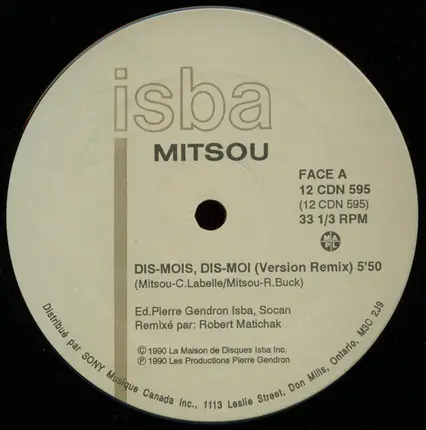 isba
MITSOU
FACE A
12 CDN 595
(12 CDN 595)
33 1/3 RPM
MAPL
DIS-MOIS, DIS-MOI (Version Remix) 5'50
(Mitsou-C.Labelle/Mitsou-R.Buck)
Ed.Pierre Gendron Isba, Socan
Remixé par: Robert Matichak
© 1990 La Maison de Disques Isba Inc.
℗ 1990 Les Productions Pierre Gendron
Distribué par SONY Musique Canada Inc., 1113 Leslie Street, Don Mills, Ontario, M3C 2J9